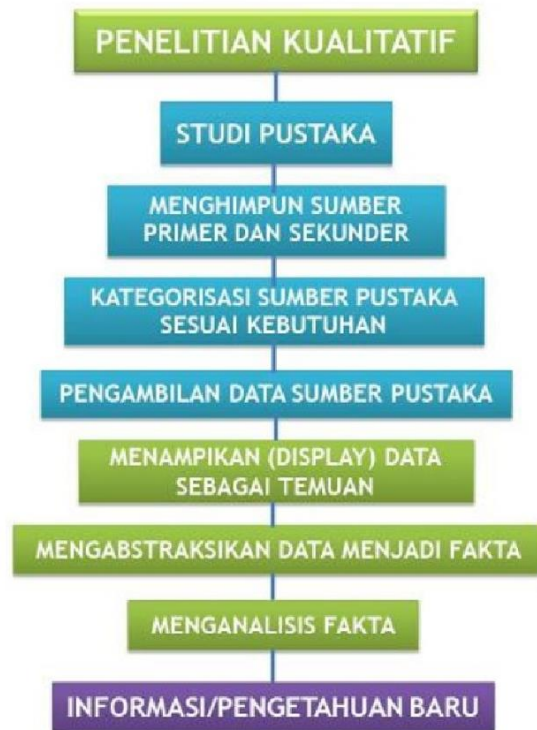 PENELITIAN KUALITATIF
STUDI PUSTAKA
MENGHIMPUN SUMBER
PRIMER DAN SEKUNDER
KATEGORISASI SUMBER PUSTAKA
SESUAI KEBUTUHAN
PENGAMBILAN DATA SUMBER PUSTAKA
MENAMPIKAN (DISPLAY) DATA
SEBAGAI TEMUAN
MENGABSTRAKSIKAN DATA MENJADI FAKTA
MENGANALISIS FAKTA
INFORMASI/PENGETAHUAN BARU